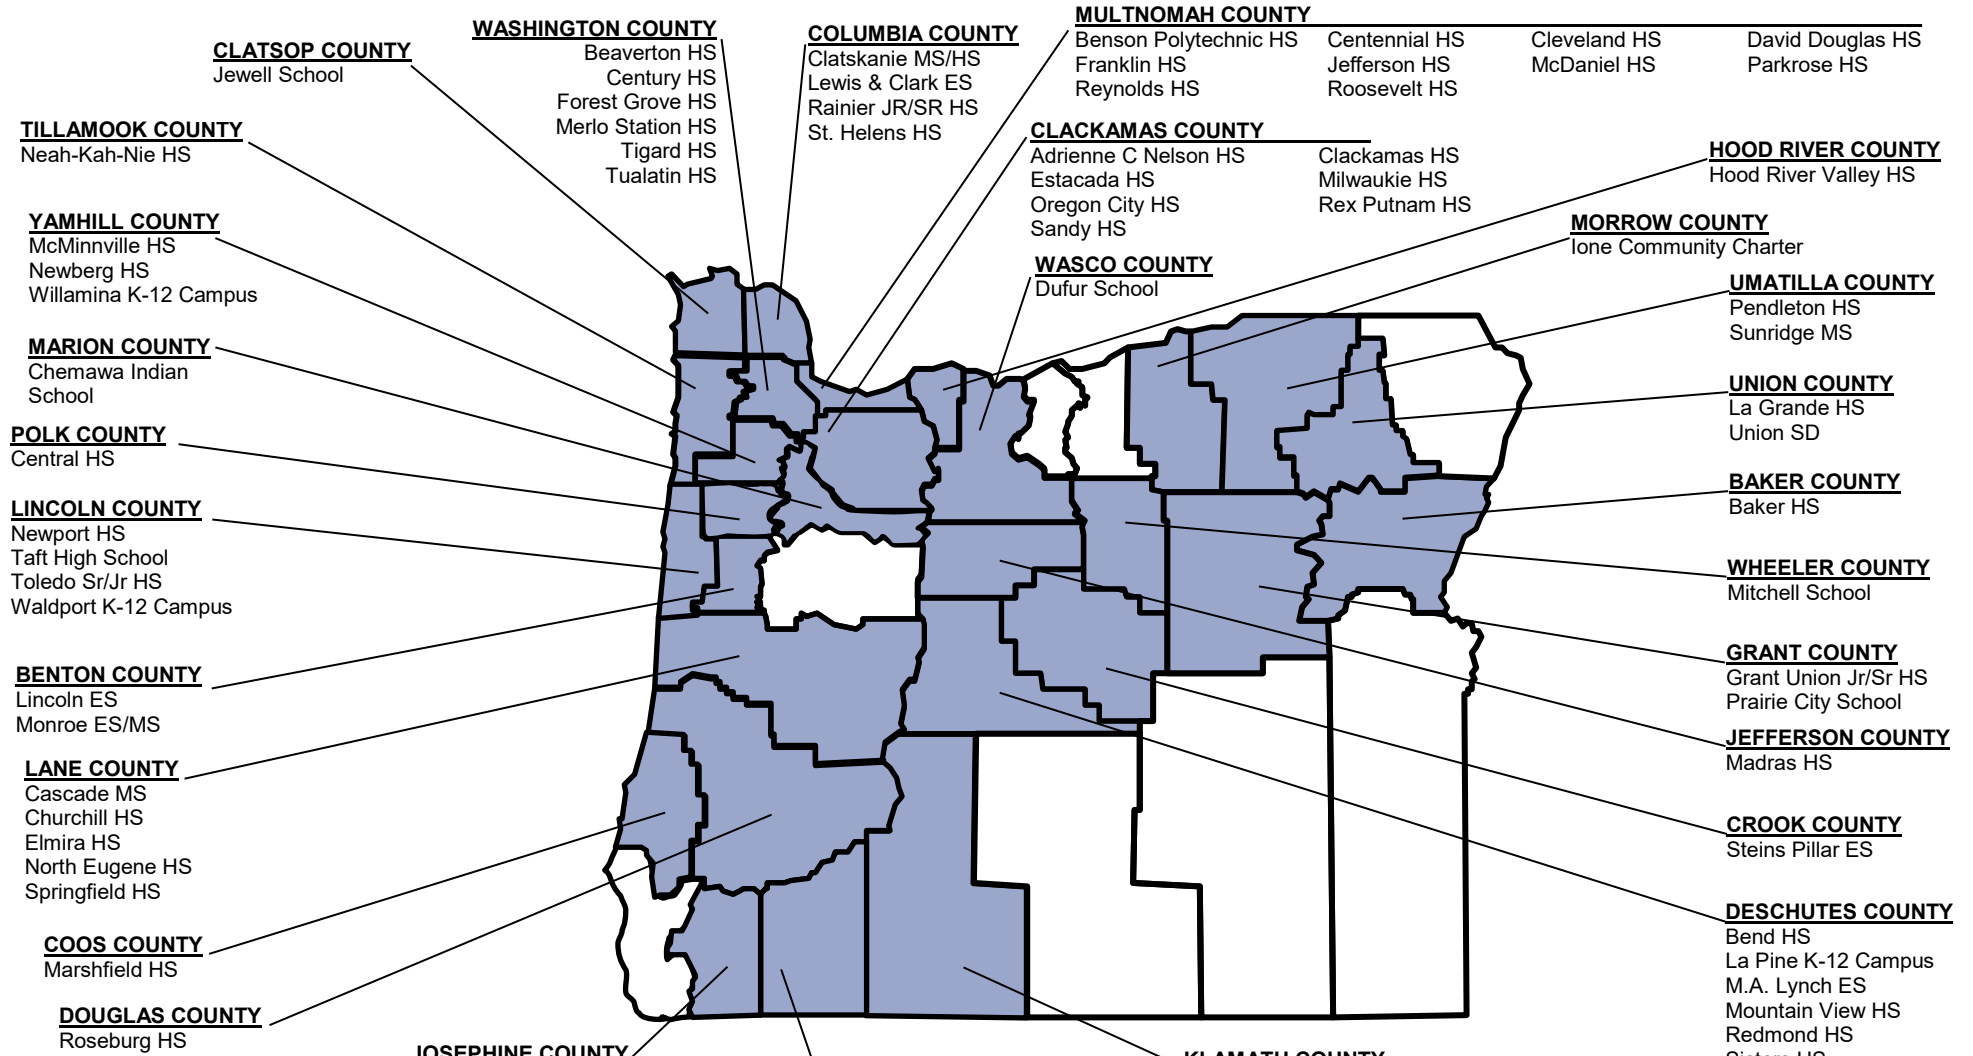 CLATSOP COUNTY
Jewell School
WASHINGTON COUNTY
Beaverton HS
Century HS
Forest Grove HS
Merlo Station HS
Tigard HS
Tualatin HS
COLUMBIA COUNTY
Clatskanie MS/HS
Lewis & Clark ES
Rainier JR/SR HS
St. Helens HS
MULTNOMAH COUNTY
Benson Polytechnic HS Centennial HS Cleveland HS David Douglas HS
Franklin HS Jefferson HS McDaniel HS Parkrose HS
Reynolds HS Roosevelt HS
CLACKAMAS COUNTY
Adrienne C Nelson HS Clackamas HS
Estacada HS Milwaukie HS
Oregon City HS Rex Putnam HS
Sandy HS
WASCO COUNTY
Dufur School
HOOD RIVER COUNTY
Hood River Valley HS
MORROW COUNTY
Ione Community Charter
UMATILLA COUNTY
Pendleton HS
Sunridge MS
UNION COUNTY
La Grande HS
Union SD
BAKER COUNTY
Baker HS
WHEELER COUNTY
Mitchell School
GRANT COUNTY
Grant Union Jr/Sr HS
Prairie City School
JEFFERSON COUNTY
Madras HS
CROOK COUNTY
Steins Pillar ES
DESCHUTES COUNTY
Bend HS
La Pine K-12 Campus
M.A. Lynch ES
Mountain View HS
Redmond HS
Sisters HS
TILLAMOOK COUNTY
Neah-Kah-Nie HS
YAMHILL COUNTY
McMinnville HS
Newberg HS
Willamina K-12 Campus
MARION COUNTY
Chemawa Indian
School
POLK COUNTY
Central HS
LINCOLN COUNTY
Newport HS
Taft High School
Toledo Sr/Jr HS
Waldport K-12 Campus
BENTON COUNTY
Lincoln ES
Monroe ES/MS
LANE COUNTY
Cascade MS
Churchill HS
Elmira HS
North Eugene HS
Springfield HS
COOS COUNTY
Marshfield HS
DOUGLAS COUNTY
Roseburg HS
JOSEPHINE COUNTY
KLAMATH COUNTY